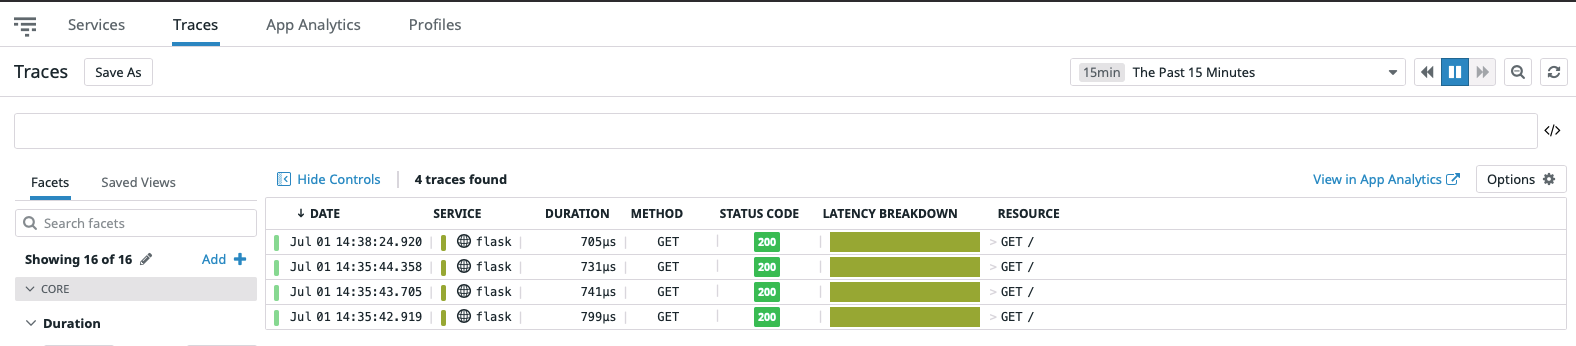 Services Traces App Analytics Profiles
Traces Save As 15min The Past 15 Minutes
</>
Facets Saved Views Hide Controls 4 traces found View in App Analytics Options
Search facets
Showing 16 of 16 Add
CORE
Duration
DATE SERVICE DURATION METHOD STATUS CODE LATENCY BREAKDOWN RESOURCE
Jul 01 14:38:24.920 flask 705µs GET 200 > GET /
Jul 01 14:35:44.358 flask 731µs GET 200 > GET /
Jul 01 14:35:43.705 flask 741µs GET 200 > GET /
Jul 01 14:35:42.919 flask 799µs GET 200 > GET /